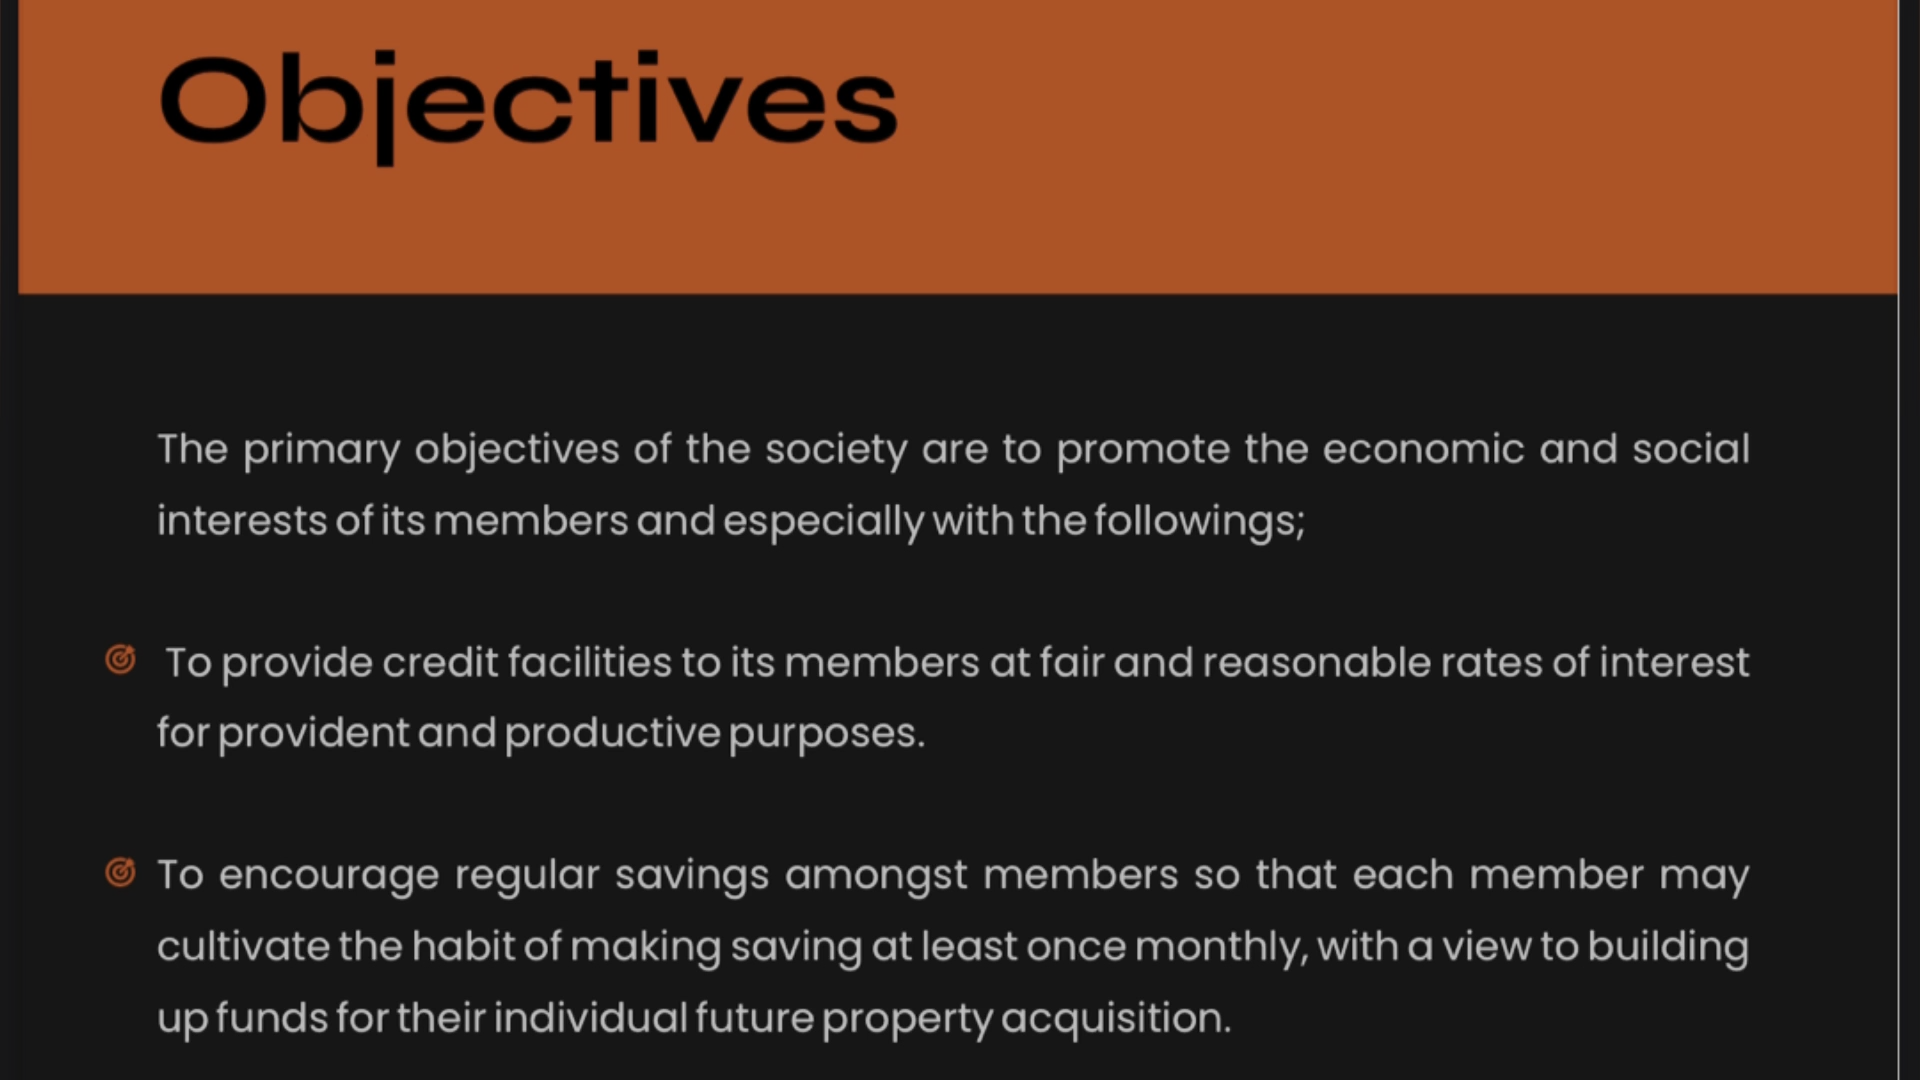 Objectives
The primary objectives of the society are to promote the economic and social
interests of its members and especially with the followings;
To provide credit facilities to its members at fair and reasonable rates of interest
for provident and productive purposes.
To encourage regular savings amongst members so that each member may
cultivate the habit of making saving at least once monthly, with a view to building
up funds for their individual future property acquisition.